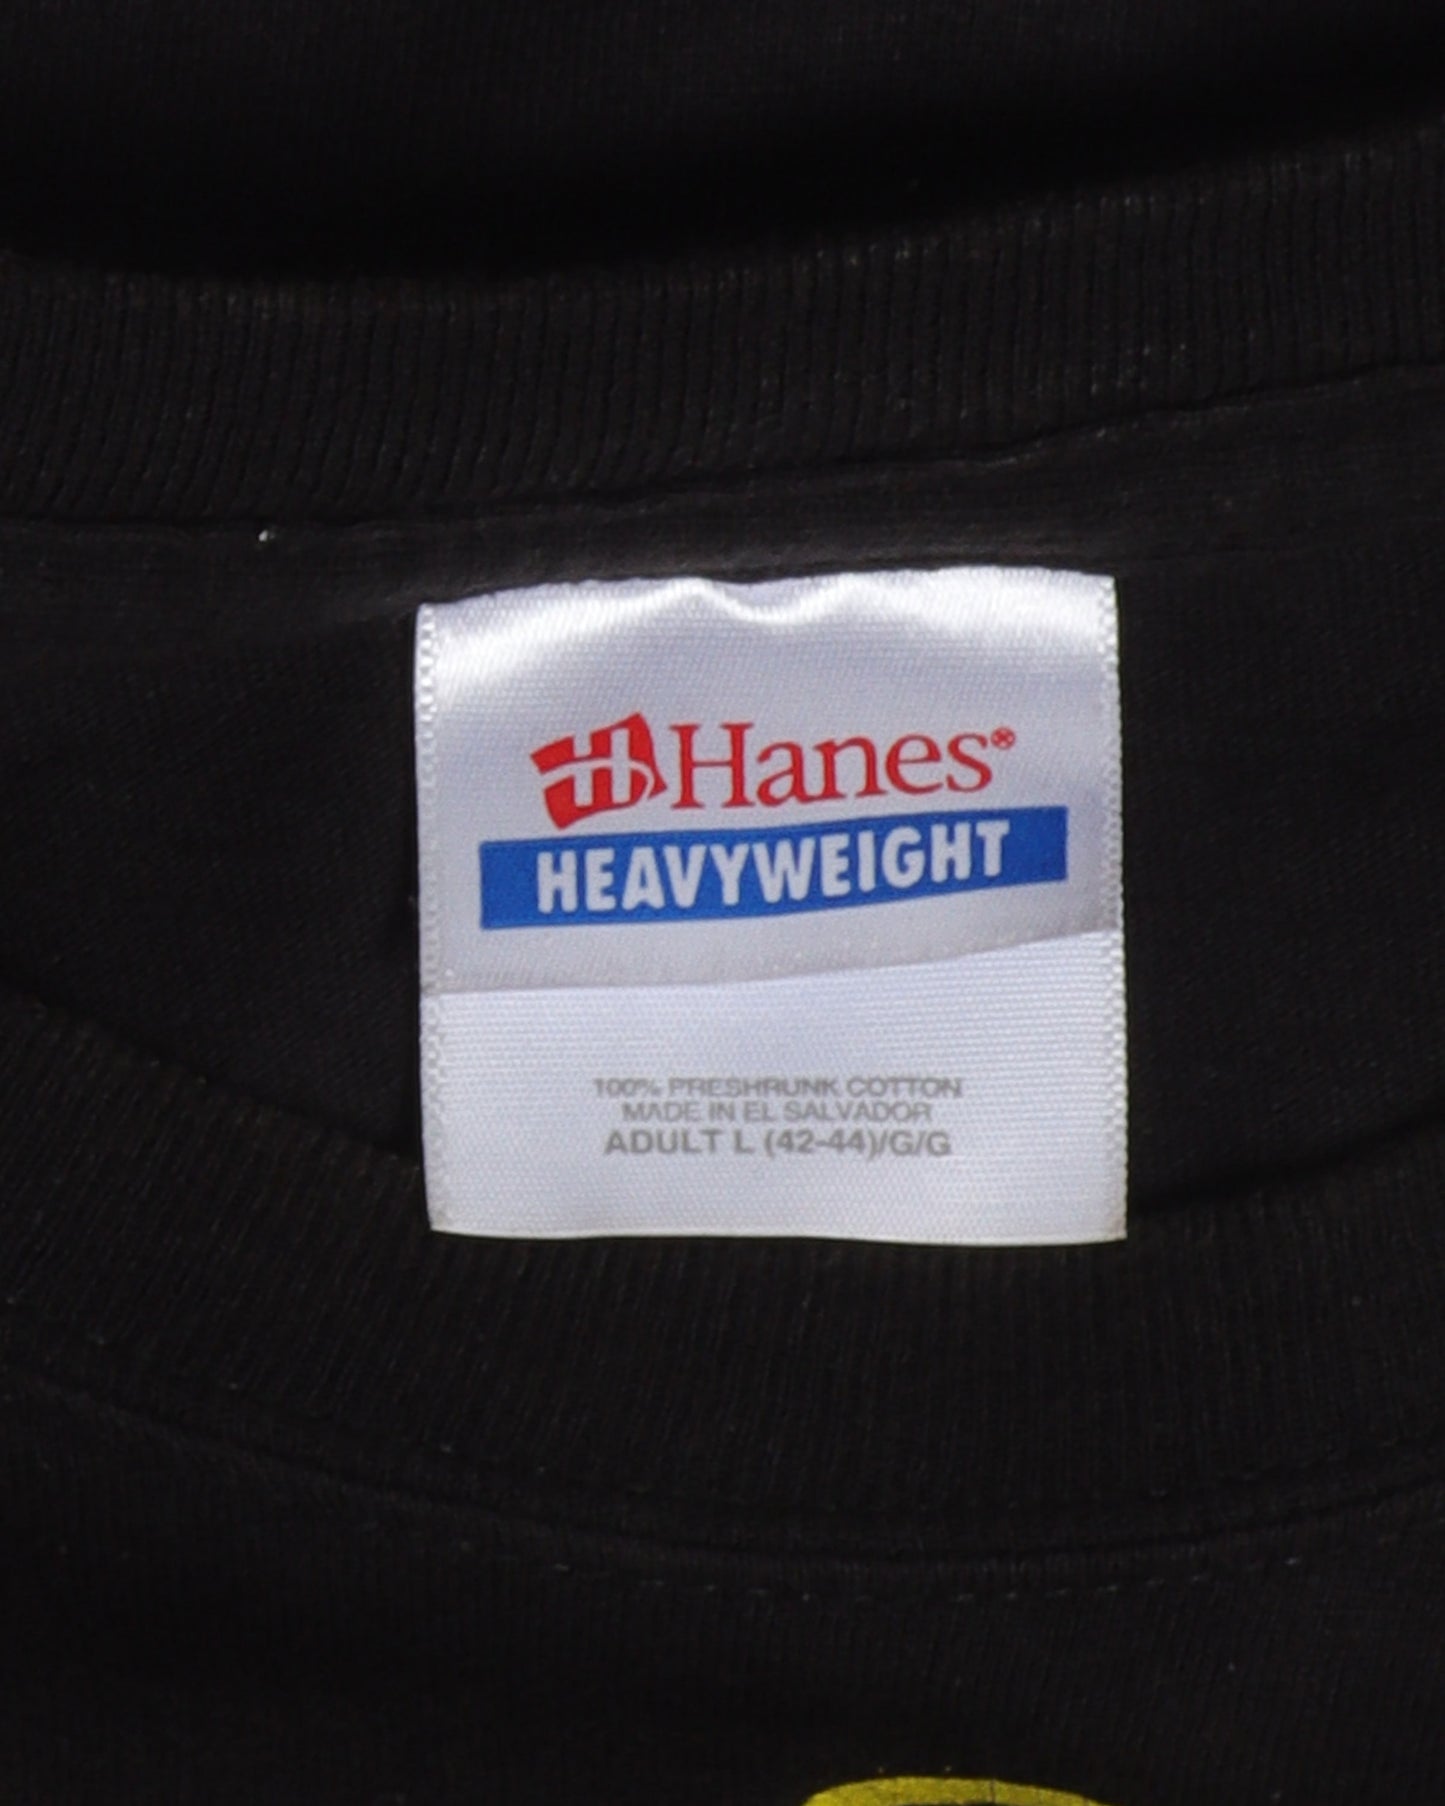 Hanes®
HEAVYWEIGHT
100% PRESHRUNK COTTON
MADE IN EL SALVADOR
ADULT L (42-44)/G/G